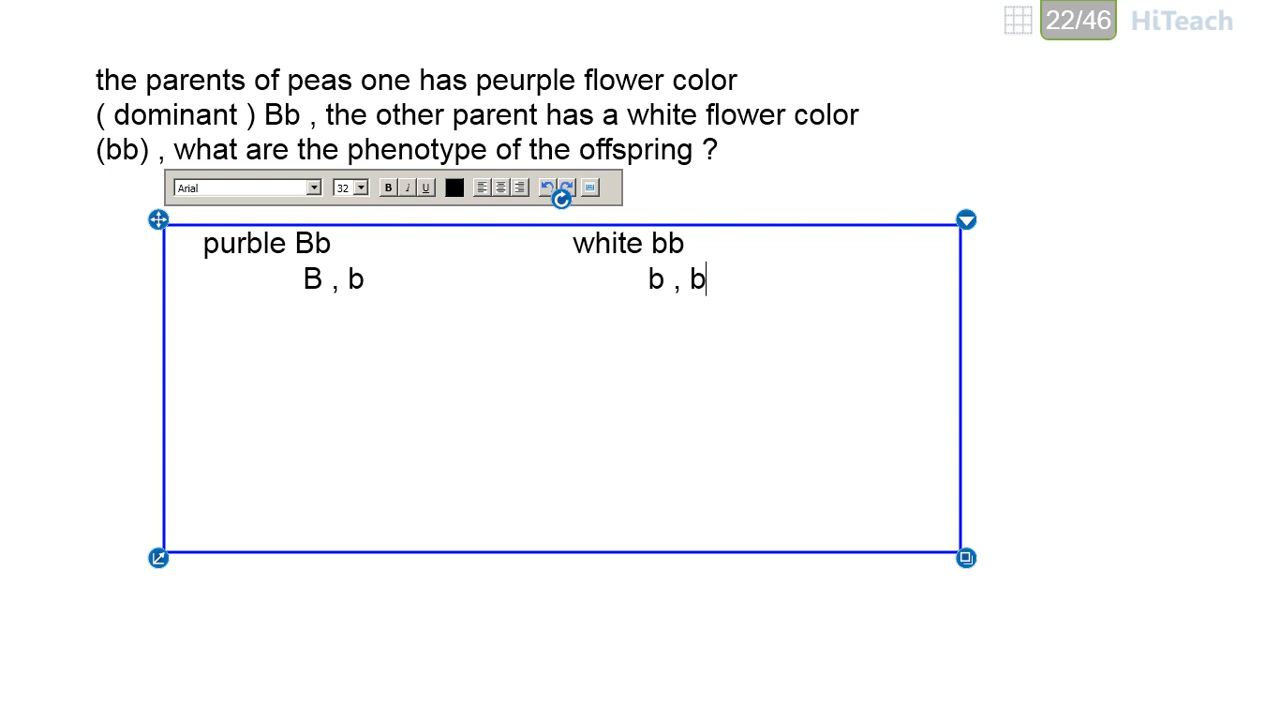 22/46 HiTeach
the parents of peas one has peurple flower color
( dominant ) Bb , the other parent has a white flower color
(bb) , what are the phenotype of the offspring ?
Arial 32 B I U
purble Bb white bb
B , b b , b